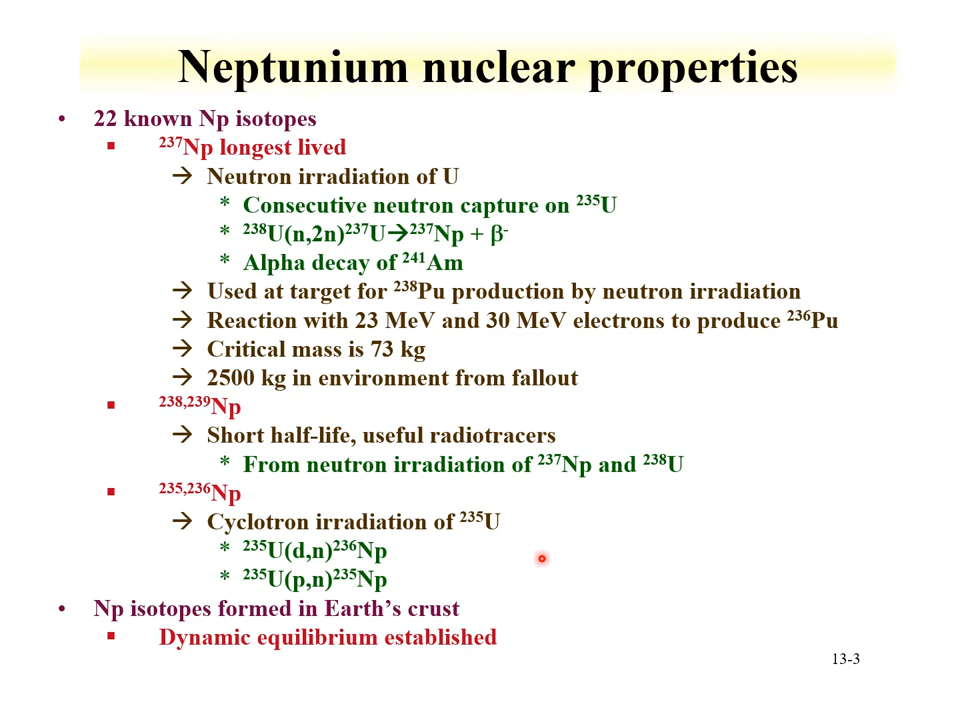 Neptunium nuclear properties
• 22 known Np isotopes
▪ ²³⁷Np longest lived
→ Neutron irradiation of U
* Consecutive neutron capture on ²³⁵U
* ²³⁸U(n,2n)²³⁷U→²³⁷Np + β⁻
* Alpha decay of ²⁴¹Am
→ Used at target for ²³⁸Pu production by neutron irradiation
→ Reaction with 23 MeV and 30 MeV electrons to produce ²³⁶Pu
→ Critical mass is 73 kg
→ 2500 kg in environment from fallout
▪ ²³⁸,²³⁹Np
→ Short half-life, useful radiotracers
* From neutron irradiation of ²³⁷Np and ²³⁸U
▪ ²³⁵,²³⁶Np
→ Cyclotron irradiation of ²³⁵U
* ²³⁵U(d,n)²³⁶Np
* ²³⁵U(p,n)²³⁵Np
• Np isotopes formed in Earth’s crust
▪ Dynamic equilibrium established
13-3